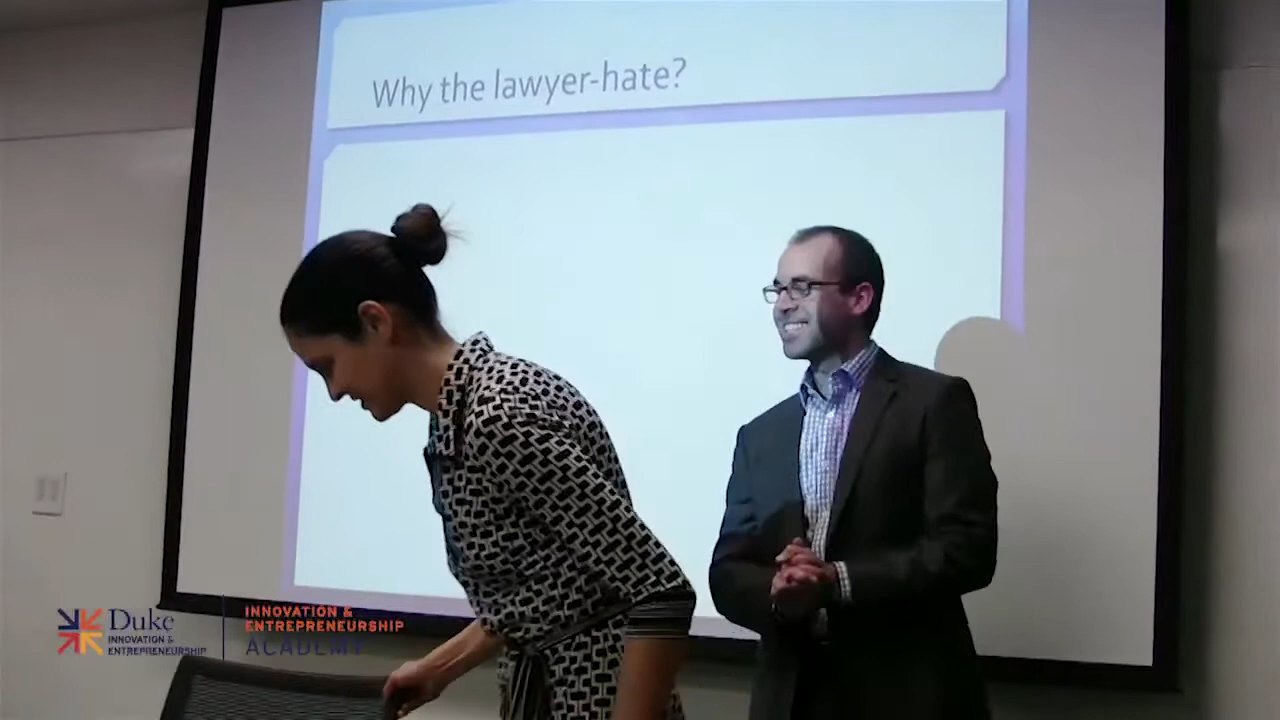 Why the lawyer-hate?
Duke
INNOVATION &
ENTREPRENEURSHIP
INNOVATION &
ENTREPRENEURSHIP
ACADEMY